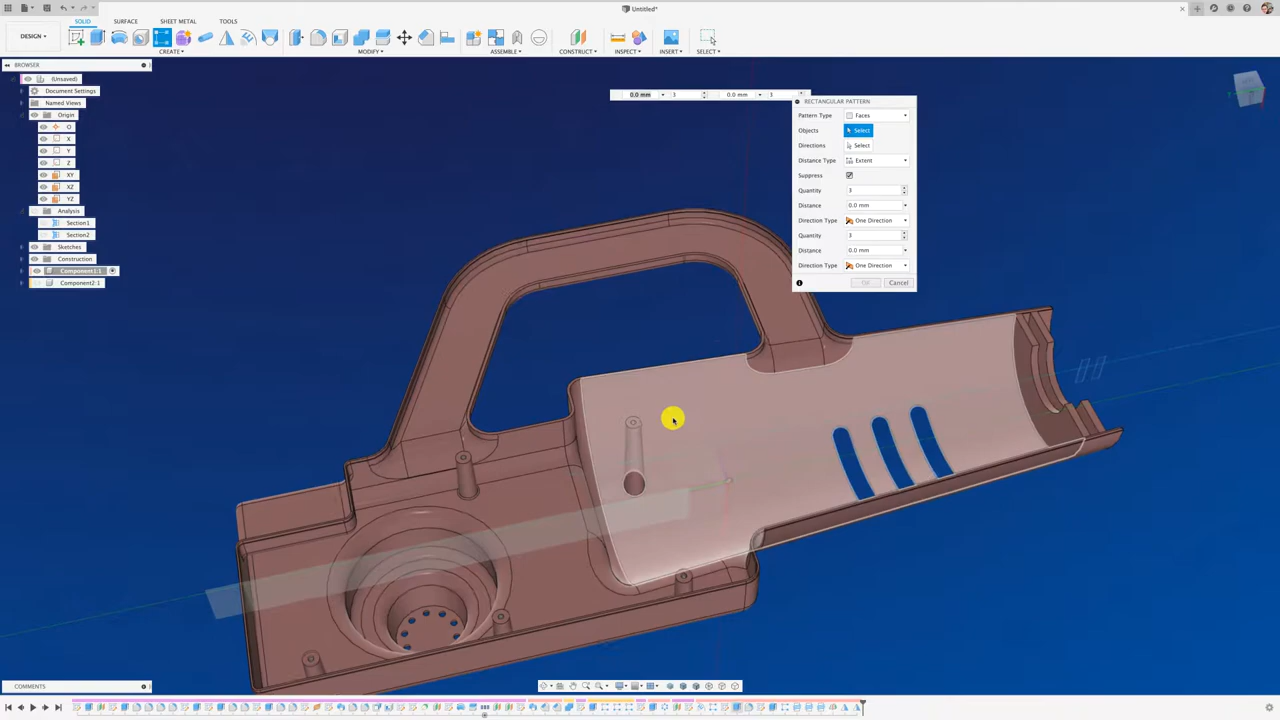 Untitled*
SOLID SURFACE SHEET METAL TOOLS
DESIGN
CREATE MODIFY ASSEMBLE CONSTRUCT INSPECT INSERT SELECT
BROWSER
(Unsaved)
Document Settings
Named Views
Origin
O
X
Y
Z
XY
XZ
YZ
Analysis
Section1
Section2
Sketches
Construction
Component1:1
Component2:1
0.0 mm 3 0.0 mm 3
RECTANGULAR PATTERN
Pattern Type Faces
Objects Select
Directions Select
Distance Type Extent
Suppress
Quantity 3
Distance 0.0 mm
Direction Type One Direction
Quantity 3
Distance 0.0 mm
Direction Type One Direction
OK Cancel
COMMENTS